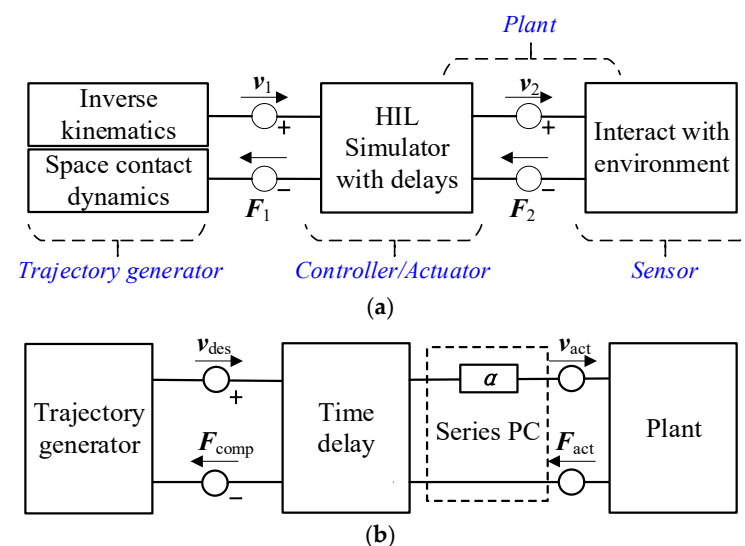 Plant
Inverse
kinematics
Space contact
dynamics
v1
+
F1
−
HIL
Simulator
with delays
v2
+
F2
−
Interact with
environment
Trajectory generator
Controller/Actuator
Sensor
(a)
Trajectory
generator
vdes
+
Fcomp
−
Time
delay
α
Series PC
vact
Fact
Plant
(b)